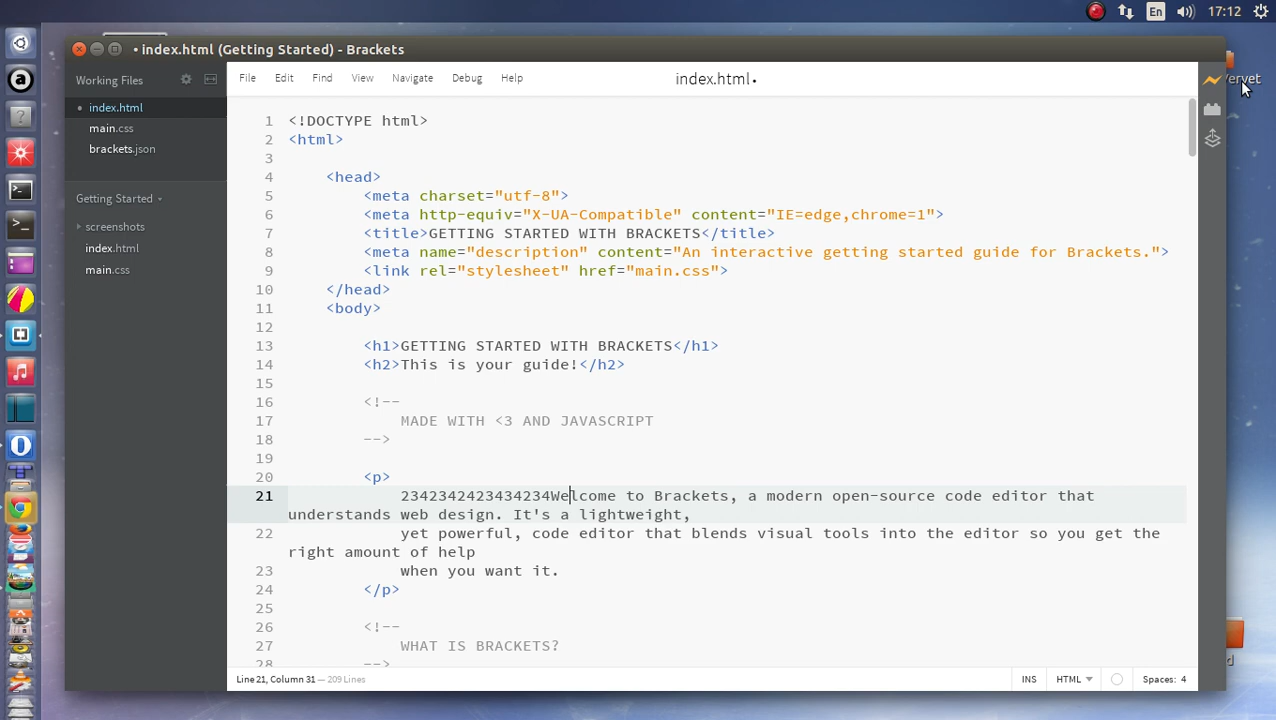 En 17:12
• index.html (Getting Started) - Brackets
Working Files
index.html
main.css
brackets.json
Getting Started
screenshots
index.html
main.css
File Edit Find View Navigate Debug Help
index.html •
1 <!DOCTYPE html>
2 <html>
3
4 <head>
5 <meta charset="utf-8">
6 <meta http-equiv="X-UA-Compatible" content="IE=edge,chrome=1">
7 <title>GETTING STARTED WITH BRACKETS</title>
8 <meta name="description" content="An interactive getting started guide for Brackets.">
9 <link rel="stylesheet" href="main.css">
10 </head>
11 <body>
12
13 <h1>GETTING STARTED WITH BRACKETS</h1>
14 <h2>This is your guide!</h2>
15
16 <!--
17 MADE WITH <3 AND JAVASCRIPT
18 -->
19
20 <p>
21 2342342423434234Welcome to Brackets, a modern open-source code editor that
understands web design. It's a lightweight,
22 yet powerful, code editor that blends visual tools into the editor so you get the
right amount of help
23 when you want it.
24 </p>
25
26 <!--
27 WHAT IS BRACKETS?
28 -->
Line 21, Column 31 — 209 Lines
INS HTML Spaces: 4